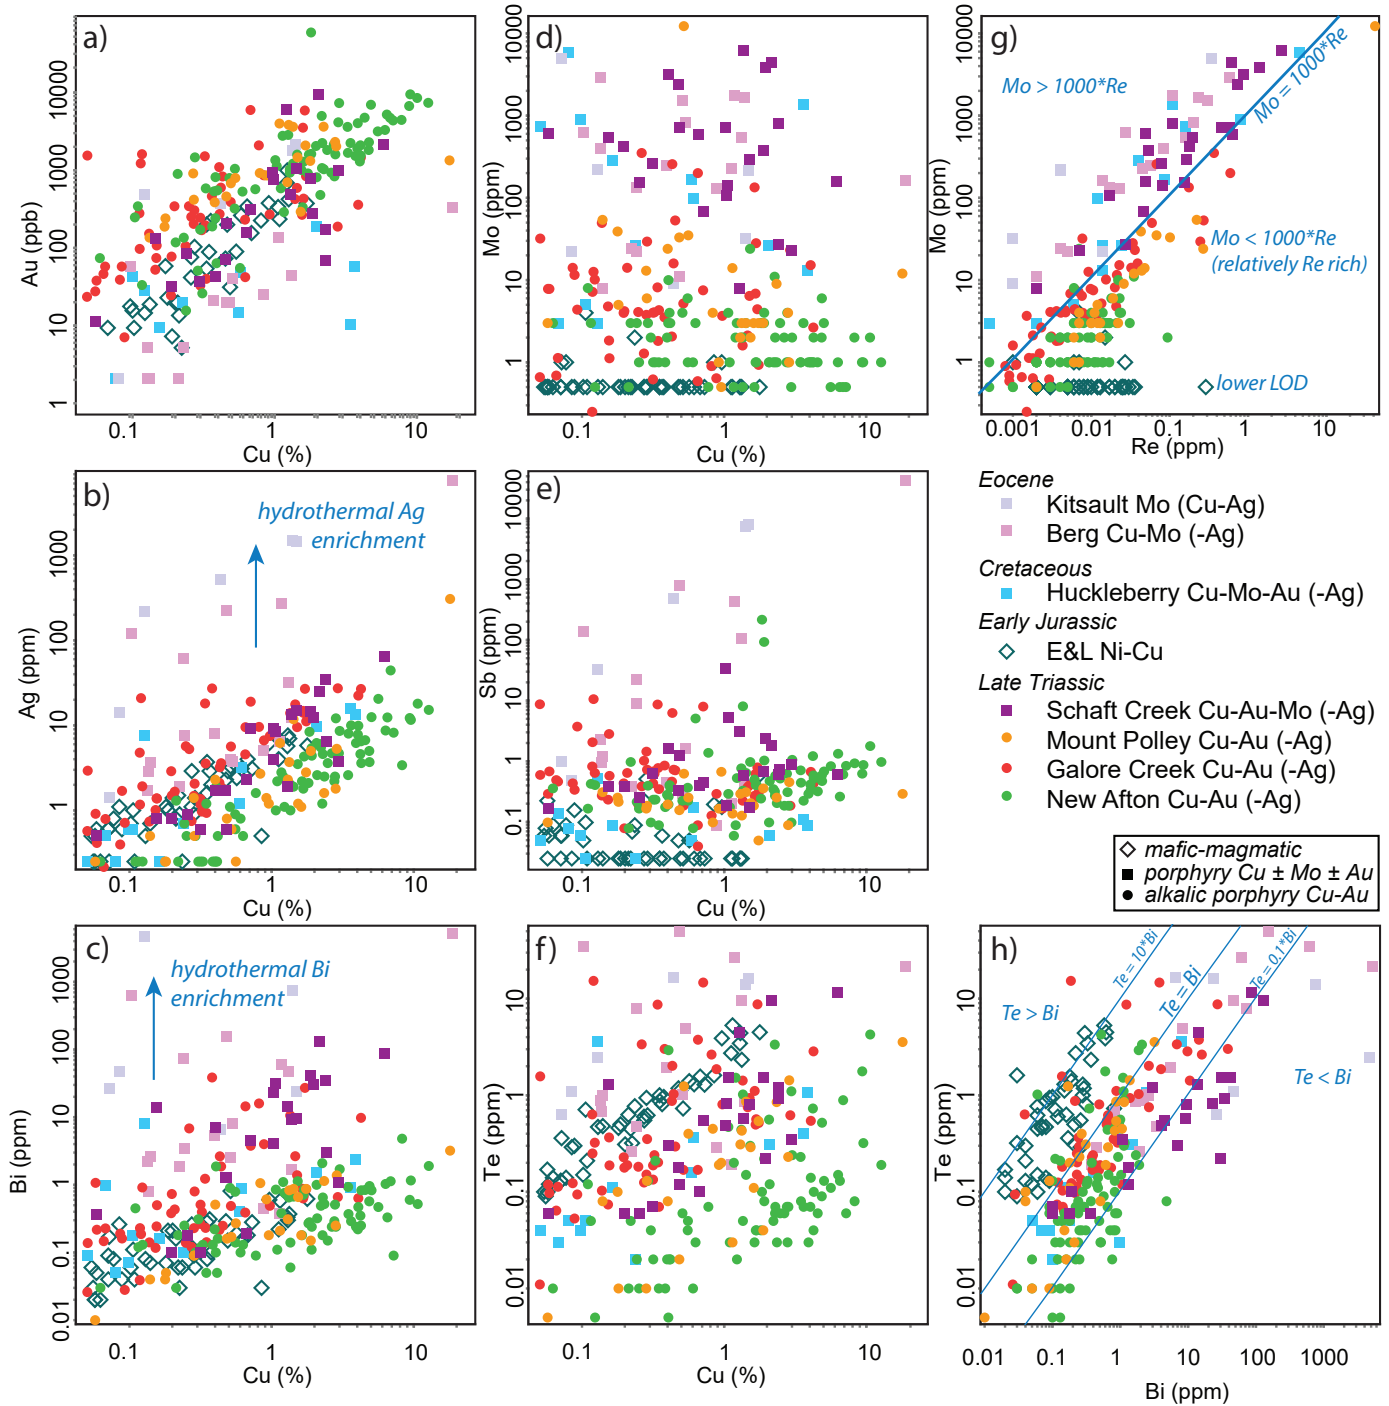 a)
10000
1000
100
10
1
Au (ppb)
0.1
1
10
Cu (%)
d)
10000
1000
100
10
1
Mo (ppm)
0.1
1
10
Cu (%)
g)
10000
1000
100
10
1
Mo (ppm)
Mo > 1000*Re
Mo = 1000*Re
Mo < 1000*Re
(relatively Re rich)
lower LOD
0.001
0.01
0.1
1
10
Re (ppm)
b)
hydrothermal Ag
enrichment
1000
100
10
1
Ag (ppm)
0.1
1
10
Cu (%)
e)
10000
1000
100
10
1
0.1
Sb (ppm)
0.1
1
10
Cu (%)
Eocene
Kitsault Mo (Cu-Ag)
Berg Cu-Mo (-Ag)
Cretaceous
Huckleberry Cu-Mo-Au (-Ag)
Early Jurassic
E&L Ni-Cu
Late Triassic
Schaft Creek Cu-Au-Mo (-Ag)
Mount Polley Cu-Au (-Ag)
Galore Creek Cu-Au (-Ag)
New Afton Cu-Au (-Ag)
mafic-magmatic
porphyry Cu ± Mo ± Au
alkalic porphyry Cu-Au
c)
hydrothermal Bi
enrichment
1000
100
10
1
0.1
0.01
Bi (ppm)
0.1
1
10
Cu (%)
f)
10
1
0.1
0.01
Te (ppm)
0.1
1
10
Cu (%)
h)
Te = 10*Bi
Te = Bi
Te = 0.1*Bi
Te > Bi
Te < Bi
10
1
0.1
0.01
Te (ppm)
0.01
0.1
1
10
100
1000
Bi (ppm)